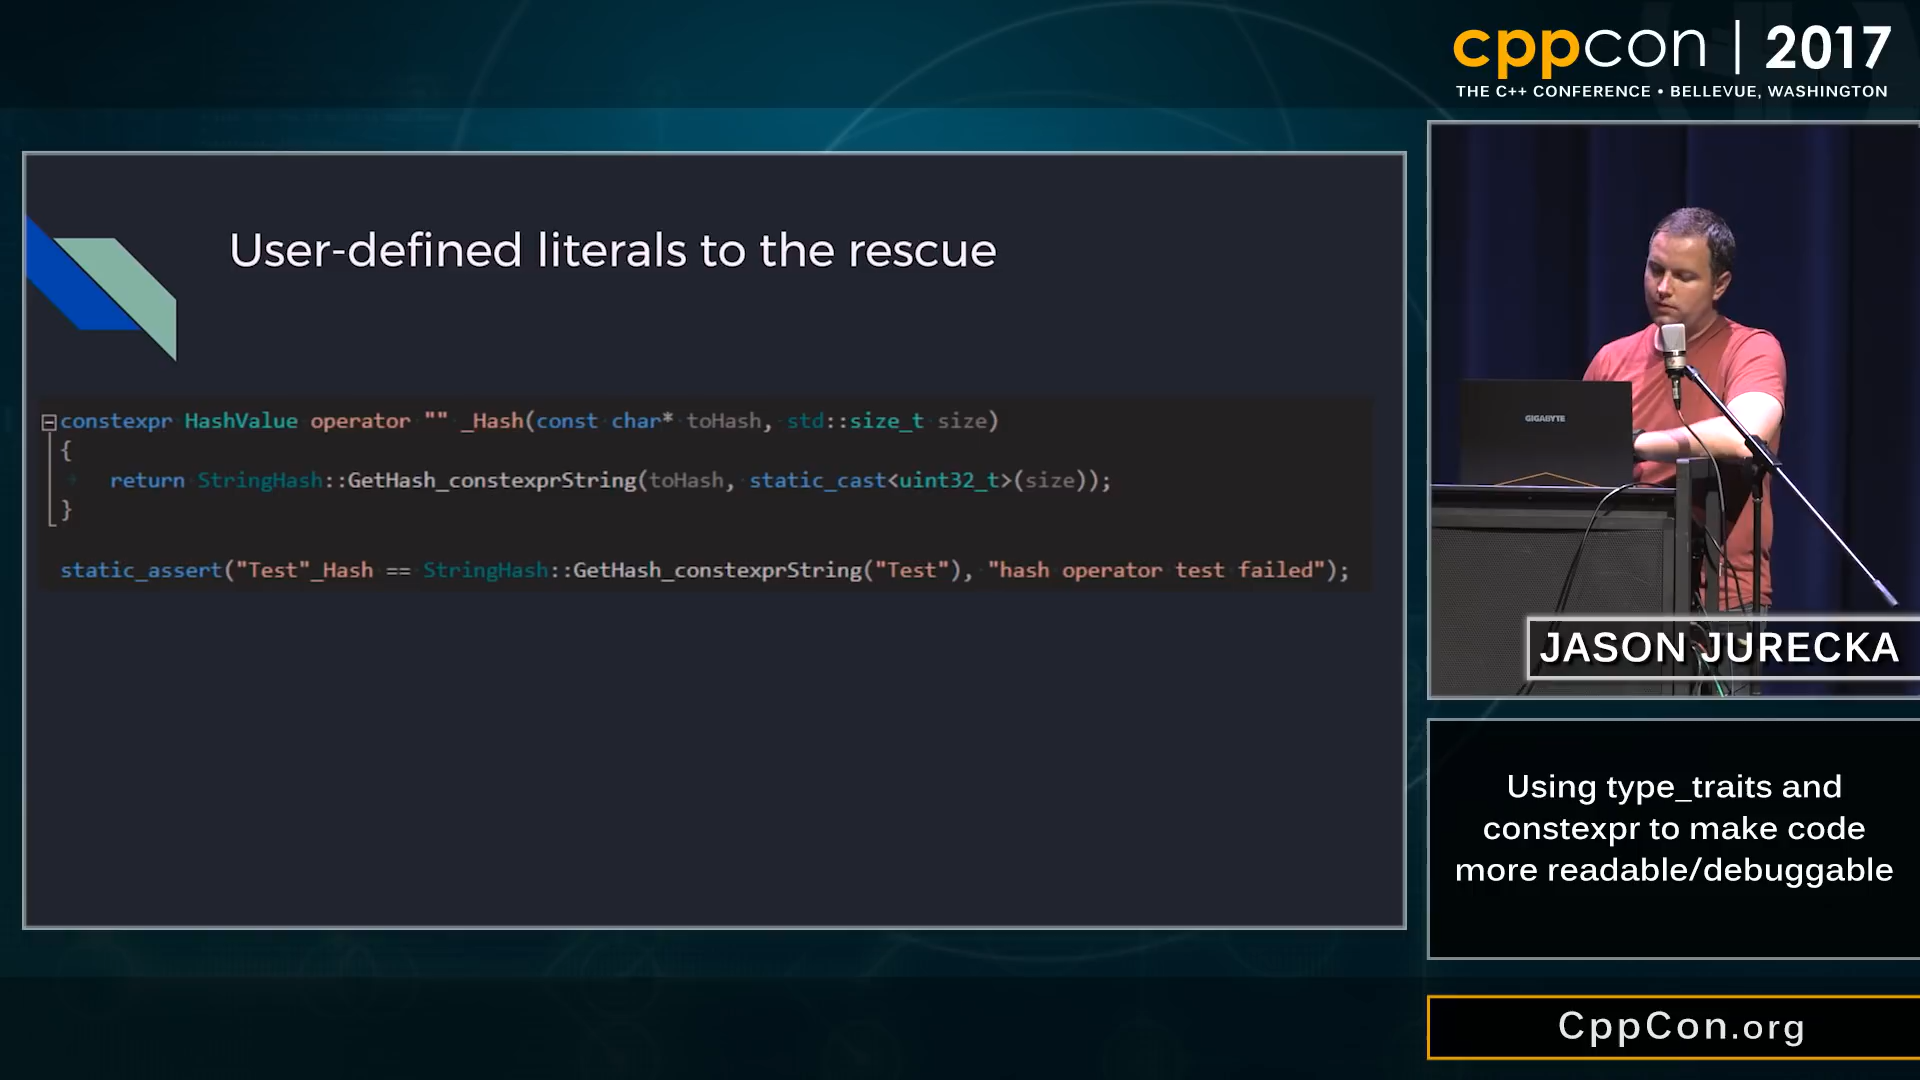 cppcon | 2017
THE C++ CONFERENCE • BELLEVUE, WASHINGTON
User-defined literals to the rescue
constexpr HashValue operator "" _Hash(const char* toHash, std::size_t size)
{
return StringHash::GetHash_constexprString(toHash, static_cast<uint32_t>(size));
}
static_assert("Test"_Hash == StringHash::GetHash_constexprString("Test"), "hash operator test failed");
GIGABYTE
JASON JURECKA
Using type_traits and
constexpr to make code
more readable/debuggable
CppCon.org